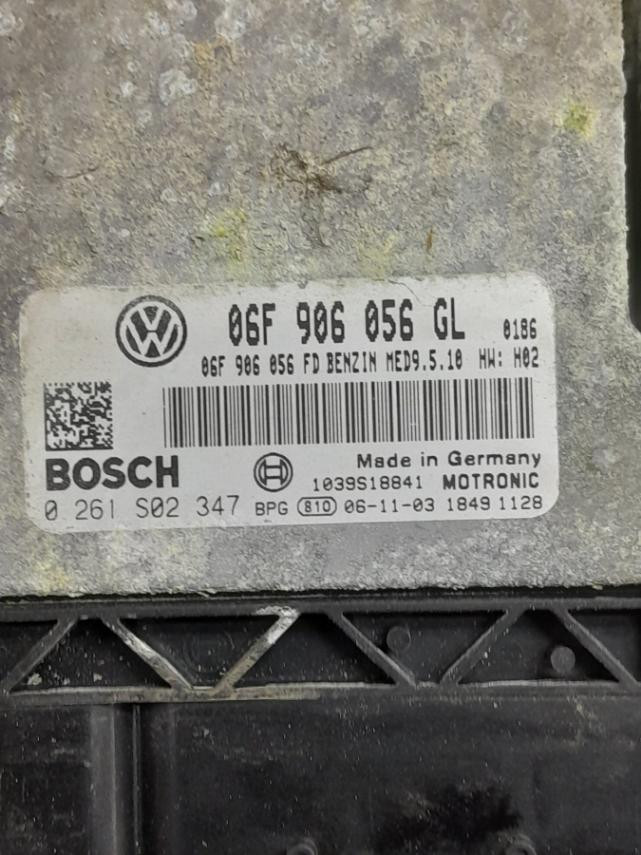 06F 906 056 GL 0186
06F 906 056 FD BENZIN MED9.5.10 HW: H02
BOSCH
Made in Germany
1039S18841 MOTRONIC
0 261 S02 347 BPG 810 06-11-03 1849 1128